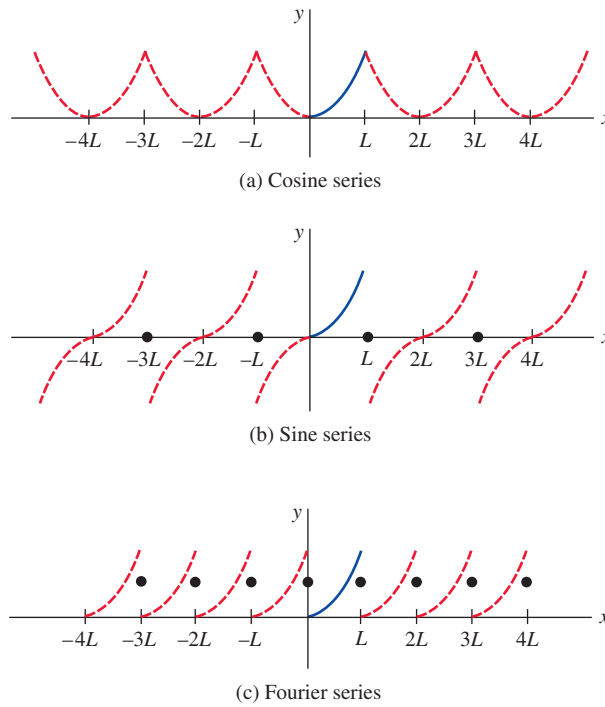 y
x
−4L −3L −2L −L L 2L 3L 4L
(a) Cosine series
y
x
−4L −3L −2L −L L 2L 3L 4L
(b) Sine series
y
x
−4L −3L −2L −L L 2L 3L 4L
(c) Fourier series